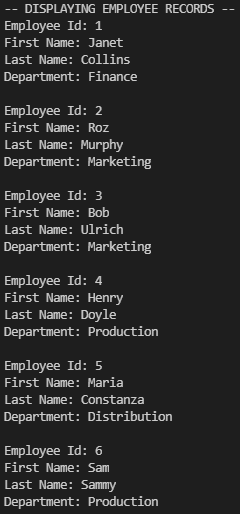 -- DISPLAYING EMPLOYEE RECORDS --
Employee Id: 1
First Name: Janet
Last Name: Collins
Department: Finance

Employee Id: 2
First Name: Roz
Last Name: Murphy
Department: Marketing

Employee Id: 3
First Name: Bob
Last Name: Ulrich
Department: Marketing

Employee Id: 4
First Name: Henry
Last Name: Doyle
Department: Production

Employee Id: 5
First Name: Maria
Last Name: Constanza
Department: Distribution

Employee Id: 6
First Name: Sam
Last Name: Sammy
Department: Production